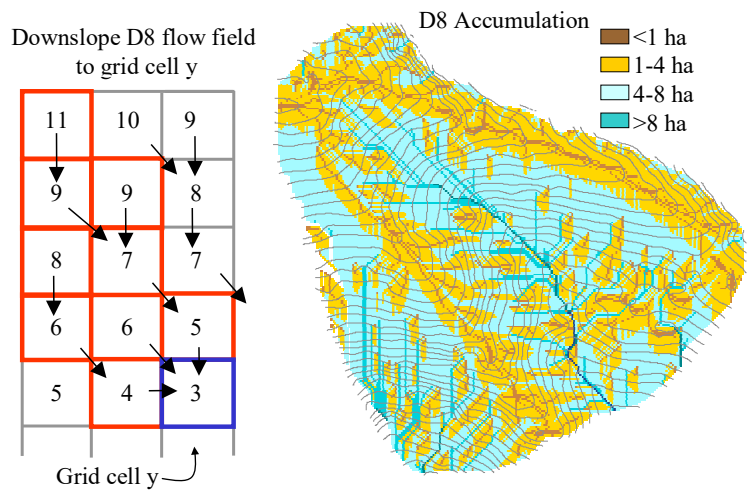 Downslope D8 flow field
to grid cell y
11 10 9
9 9 8
8 7 7
6 6 5
5 4 3
Grid cell y
D8 Accumulation
<1 ha
1-4 ha
4-8 ha
>8 ha